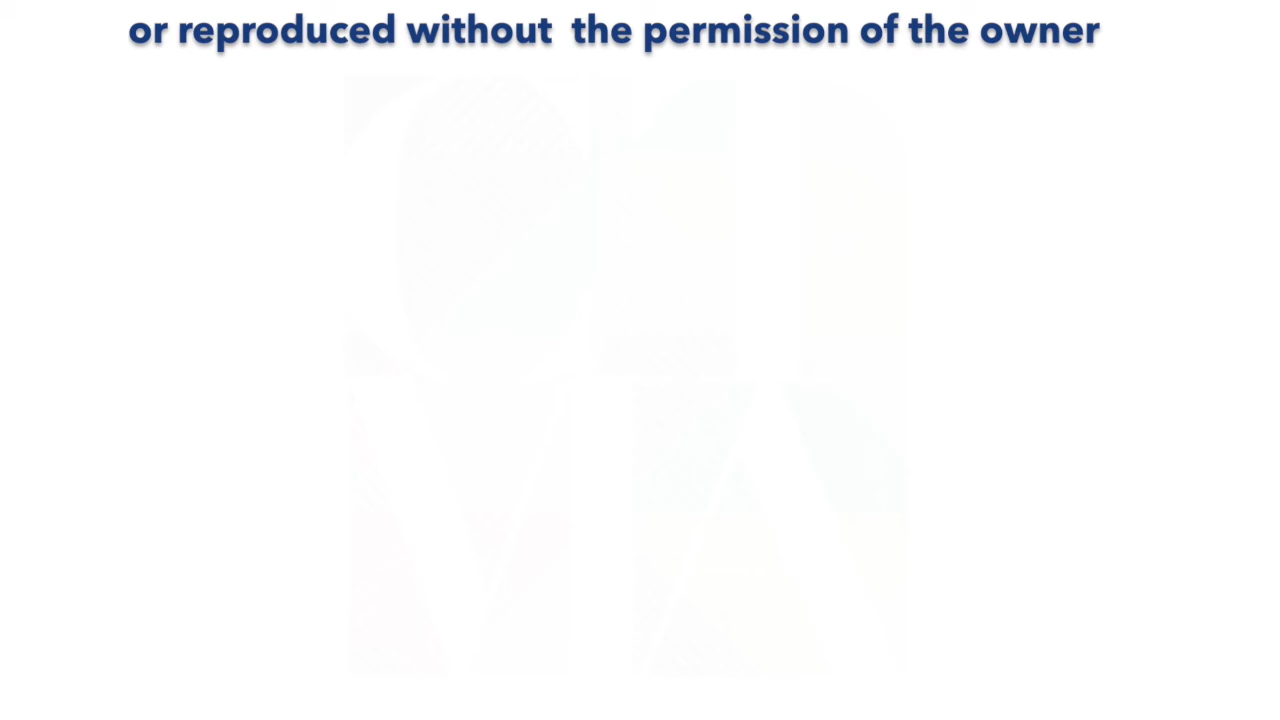 or reproduced without  the permission of the owner